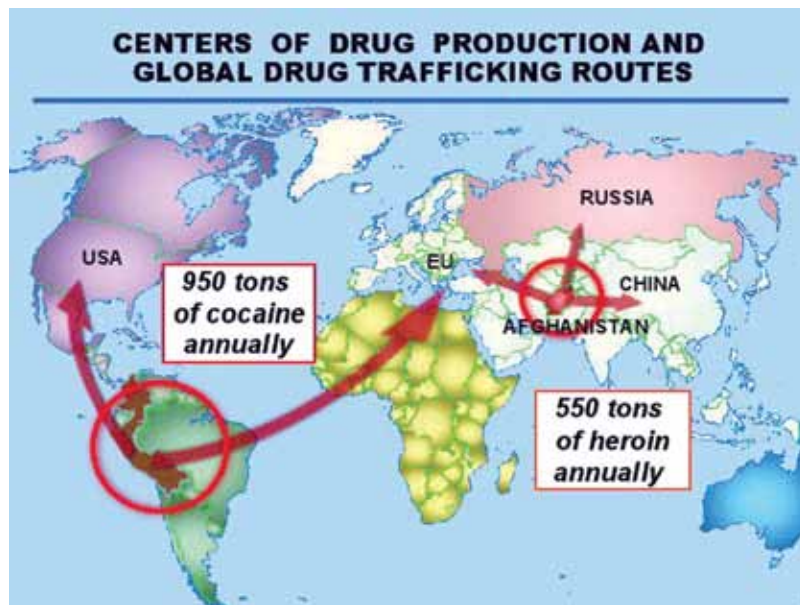 CENTERS OF DRUG PRODUCTION AND
GLOBAL DRUG TRAFFICKING ROUTES
RUSSIA
USA
EU
CHINA
950 tons
of cocaine
annually
AFGHANISTAN
550 tons
of heroin
annually